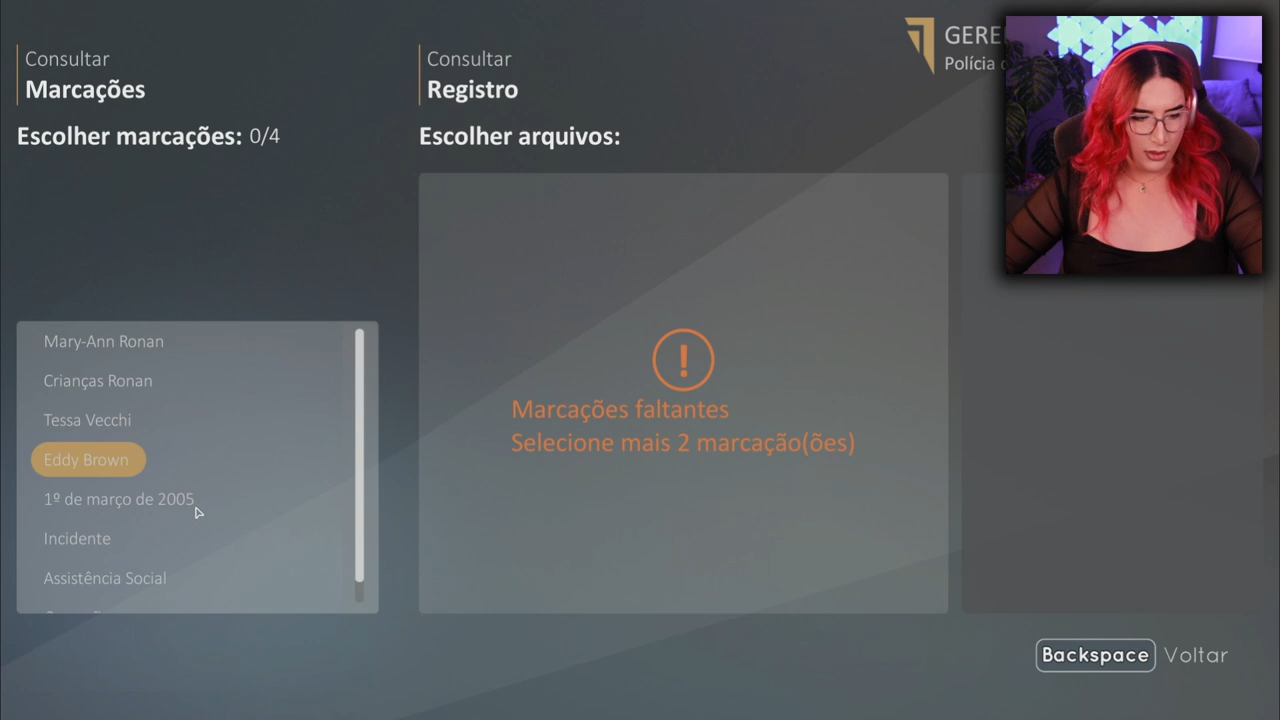 Consultar
Marcações
Escolher marcações: 0/4
Mary-Ann Ronan
Crianças Ronan
Tessa Vecchi
Eddy Brown
1º de março de 2005
Incidente
Assistência Social
Consultar
Registro
Escolher arquivos:
!
Marcações faltantes
Selecione mais 2 marcação(ões)
Polícia
Backspace Voltar